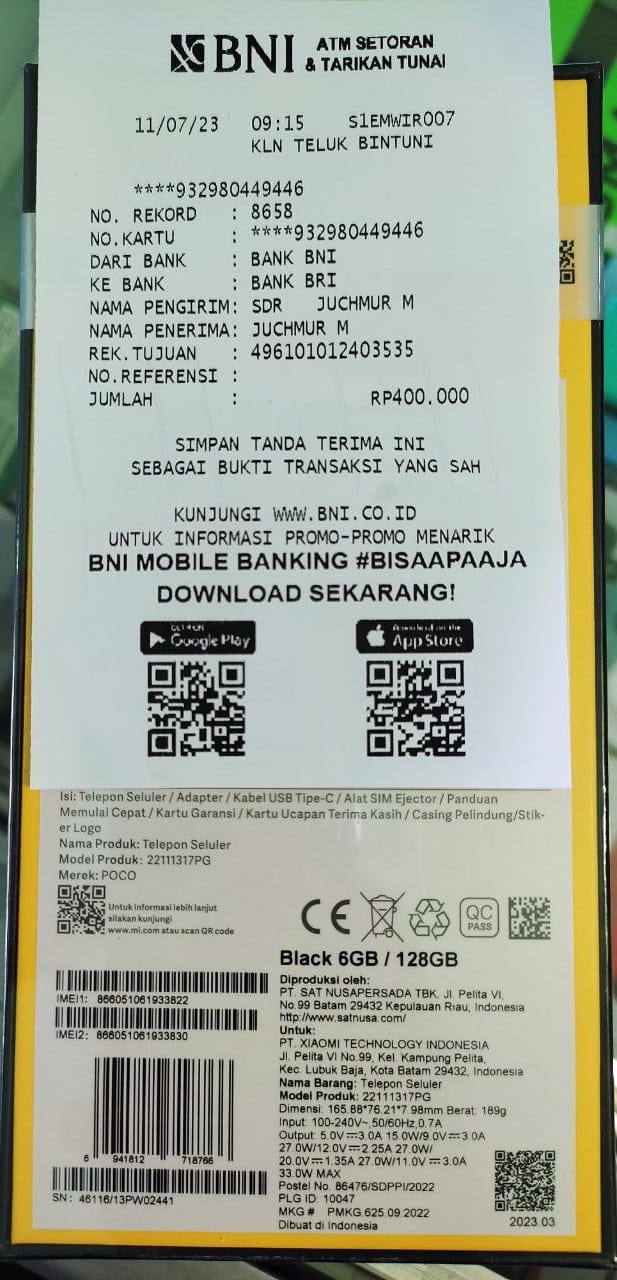 BNI ATM SETORAN
& TARIKAN TUNAI
11/07/23 09:15 S1EMWIR007
KLN TELUK BINTUNI
****932980449446
NO. REKORD : 8658
NO.KARTU : ****932980449446
DARI BANK : BANK BNI
KE BANK : BANK BRI
NAMA PENGIRIM: SDR JUCHMUR M
NAMA PENERIMA: JUCHMUR M
REK.TUJUAN : 496101012403535
NO.REFERENSI :
JUMLAH : RP400.000
SIMPAN TANDA TERIMA INI
SEBAGAI BUKTI TRANSAKSI YANG SAH
KUNJUNGI WWW.BNI.CO.ID
UNTUK INFORMASI PROMO-PROMO MENARIK
BNI MOBILE BANKING #BISAAPAAJA
DOWNLOAD SEKARANG!
GET IT ON
Google Play
Download on the
App Store
Isi: Telepon Seluler / Adapter / Kabel USB Tipe-C / Alat SIM Ejector / Panduan
Memulai Cepat / Kartu Garansi / Kartu Ucapan Terima Kasih / Casing Pelindung/Stik-
er Logo
Nama Produk: Telepon Seluler
Model Produk: 22111317PG
Merek: POCO
Untuk informasi lebih lanjut
silakan kunjungi
www.mi.com atau scan QR code
CE
QC
PASS
Black 6GB / 128GB
IMEI1: 866051061933822
IMEI2: 866051061933830
6 941812 718766
SN: 46116/13PW02441
Diproduksi oleh:
PT. SAT NUSAPERSADA TBK. Jl. Pelita VI,
No.99 Batam 29432 Kepulauan Riau, Indonesia
http://www.satnusa.com/
Untuk:
PT. XIAOMI TECHNOLOGY INDONESIA
Jl. Pelita VI No.99, Kel. Kampung Pelita,
Kec. Lubuk Baja, Kota Batam 29432, Indonesia
Nama Barang: Telepon Seluler
Model Produk: 22111317PG
Dimensi: 165.88*76.21*7.98mm Berat: 189g
Input: 100-240V~,50/60Hz,0.7A
Output: 5.0V⎓3.0A 15.0W/9.0V⎓3.0A
27.0W/12.0V⎓2.25A 27.0W/
20.0V⎓1.35A 27.0W/11.0V⎓3.0A
33.0W MAX
Postel No. 86476/SDPPI/2022
PLG ID: 10047
MKG # PMKG.625.09.2022
Dibuat di Indonesia
2023.03